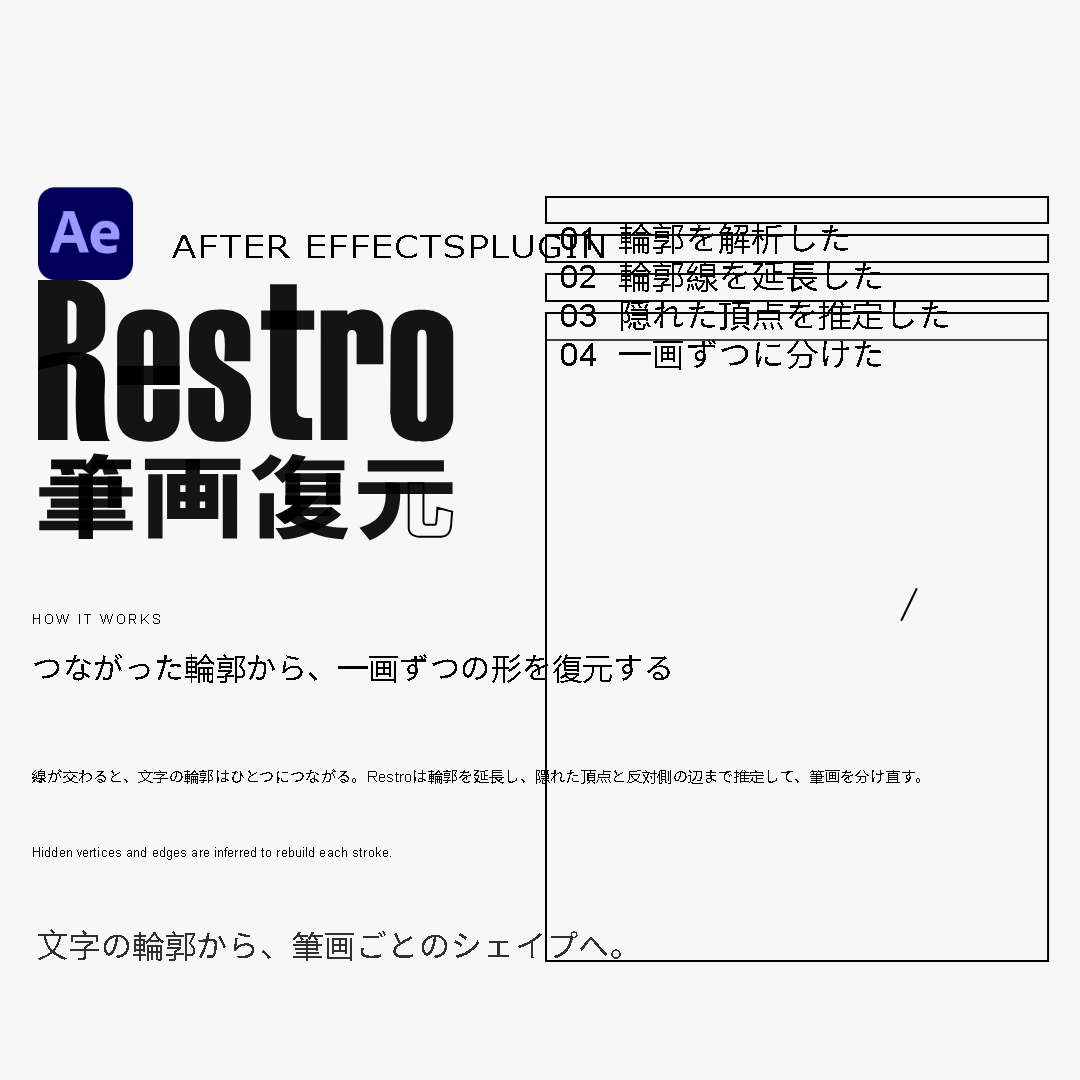 Ae
AFTER EFFECTSPLUGIN
Restro
筆画復元
01 輪郭を解析した
02 輪郭線を延長した
03 隠れた頂点を推定した
04 一画ずつに分けた
HOW IT WORKS
つながった輪郭から、一画ずつの形を復元する
線が交わると、文字の輪郭はひとつにつながる。Restroは輪郭を延長し、隠れた頂点と反対側の辺まで推定して、筆画を分け直す。
Hidden vertices and edges are inferred to rebuild each stroke.
文字の輪郭から、筆画ごとのシェイプへ。